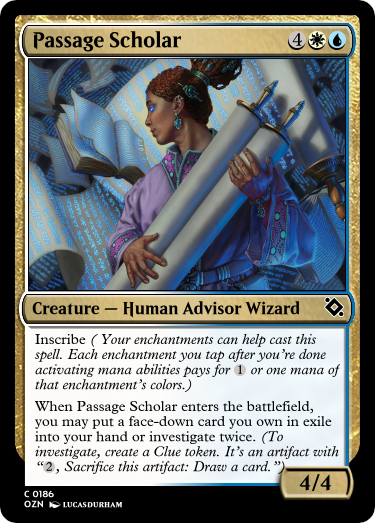 Passage Scholar 4
Creature — Human Advisor Wizard
Inscribe ( Your enchantments can help cast this
spell. Each enchantment you tap after you're done
activating mana abilities pays for 1 or one mana of
that enchantment's colors.)
When Passage Scholar enters the battlefield,
you may put a face-down card you own in exile
into your hand or investigate twice. (To
investigate, create a Clue token. It's an artifact with
“2, Sacrifice this artifact: Draw a card.”)
4/4
C 0186
OZN LUCASDURHAM